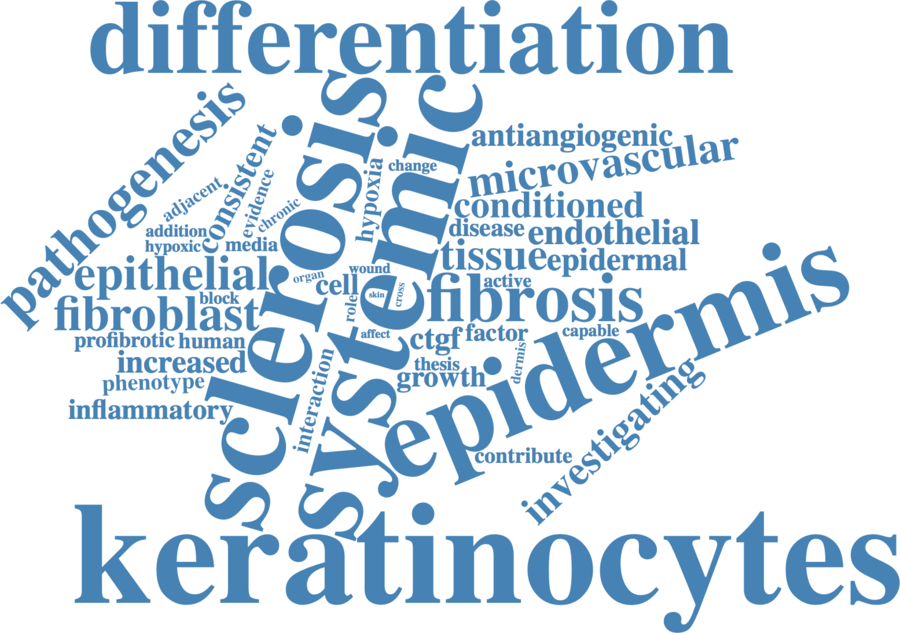 differentiation
sclerosis
systemic
pathogenesis
consistent
evidence
adjacent
chronic
addition
hypoxic
media
hypoxia
change
antiangiogenic
microvascular
conditioned
disease
endothelial
tissue
epidermal
epithelial
organ
cell
wound
skin
cross
role
active
fibrosis
block
fibroblast
affect
ctgf
factor
capable
profibrotic
human
increased
thesis
growth
dermis
phenotype
inflammatory
interaction
epidermis
contribute
investigating
keratinocytes